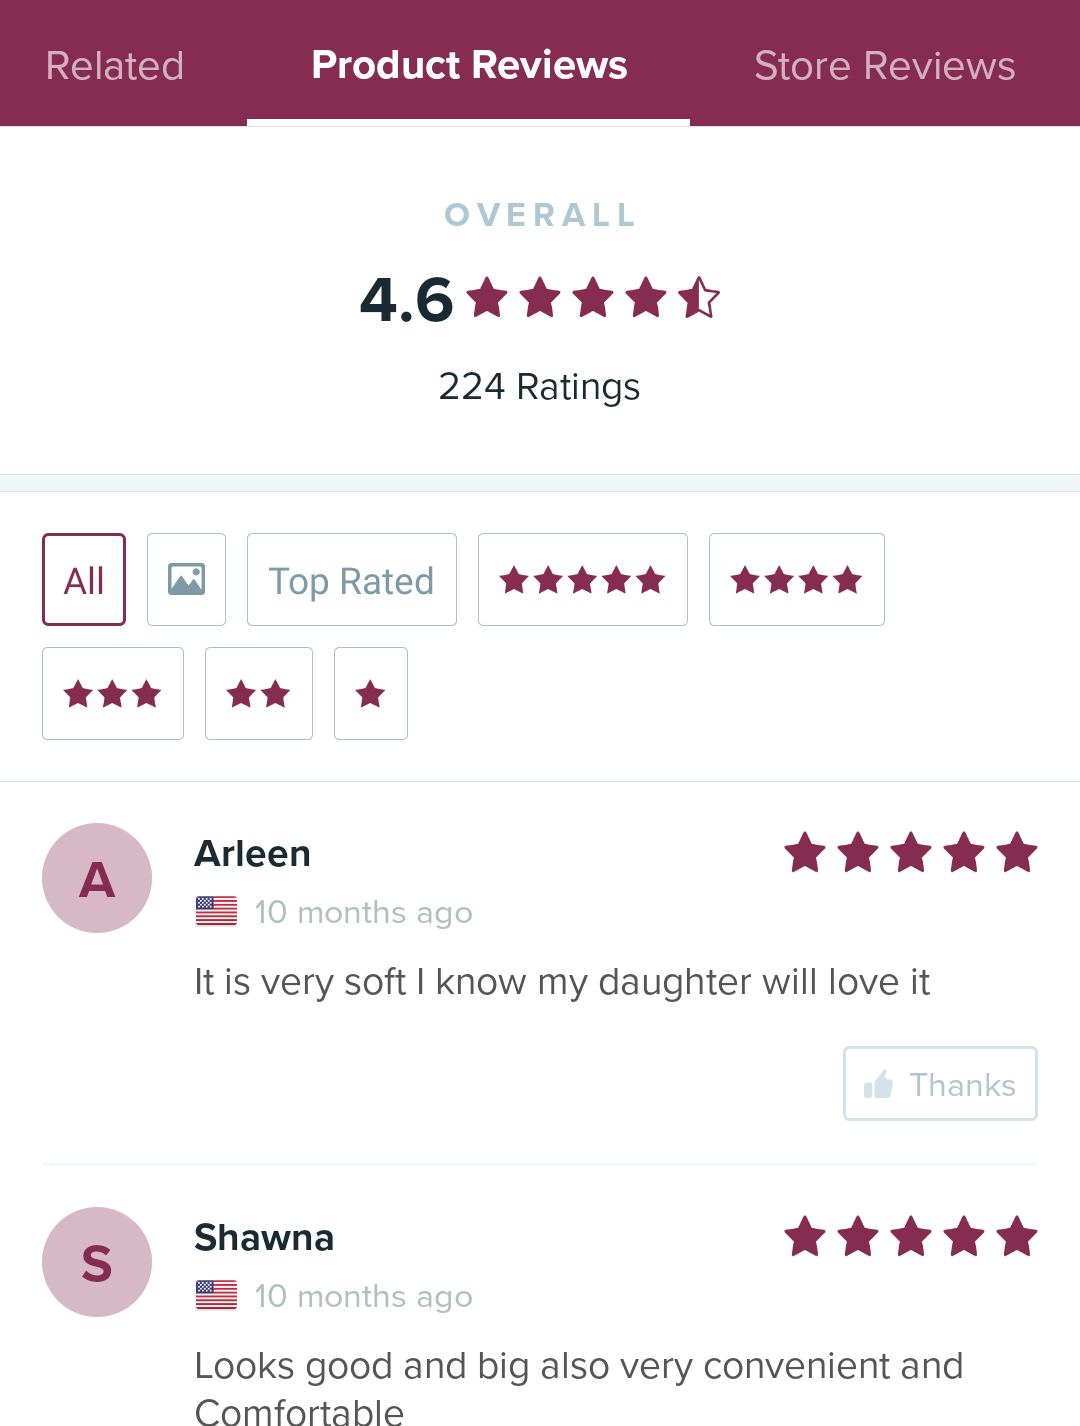 Related Product Reviews Store Reviews
OVERALL
4.6
224 Ratings
All Top Rated
A
Arleen
10 months ago
It is very soft I know my daughter will love it
Thanks
S
Shawna
10 months ago
Looks good and big also very convenient and
Comfortable